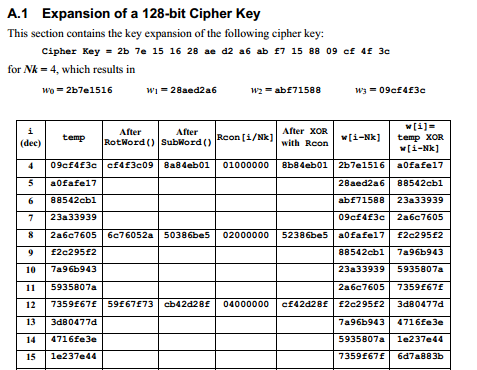 A.1 Expansion of a 128-bit Cipher Key
This section contains the key expansion of the following cipher key:
Cipher Key = 2b 7e 15 16 28 ae d2 a6 ab f7 15 88 09 cf 4f 3c
for Nk = 4, which results in
w0 = 2b7e1516 w1 = 28aed2a6 w2 = abf71588 w3 = 09cf4f3c
i (dec) temp After RotWord() After SubWord() Rcon[i/Nk] After XOR with Rcon w[i-Nk] w[i]= temp XOR w[i-Nk]
4 09cf4f3c cf4f3c09 8a84eb01 01000000 8b84eb01 2b7e1516 a0fafe17
5 a0fafe17 28aed2a6 88542cb1
6 88542cb1 abf71588 23a33939
7 23a33939 09cf4f3c 2a6c7605
8 2a6c7605 6c76052a 50386be5 02000000 52386be5 a0fafe17 f2c295f2
9 f2c295f2 88542cb1 7a96b943
10 7a96b943 23a33939 5935807a
11 5935807a 2a6c7605 7359f67f
12 7359f67f 59f67f73 cb42d28f 04000000 cf42d28f f2c295f2 3d80477d
13 3d80477d 7a96b943 4716fe3e
14 4716fe3e 5935807a 1e237e44
15 1e237e44 7359f67f 6d7a883b